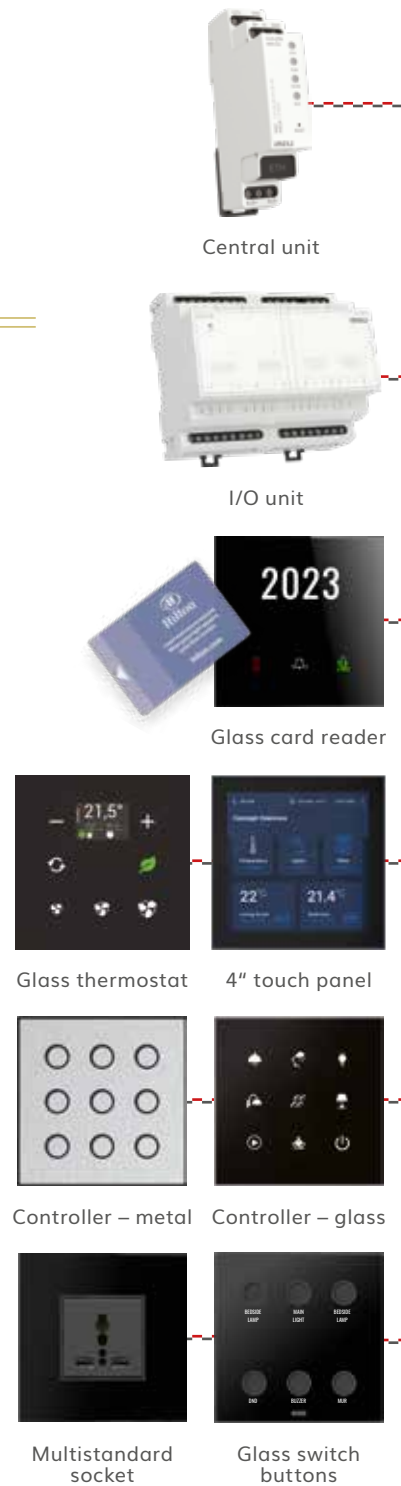 ETH
Central unit
I/O unit
2023
Hilton
Glass card reader
21,5°
Glass thermostat
22°C
21.4°C
4“ touch panel
Controller – metal
Controller – glass
Multistandard
socket
BEDSIDE LAMP
MAIN LIGHT
BEDSIDE LAMP
DND
BUZZER
MUR
Glass switch
buttons